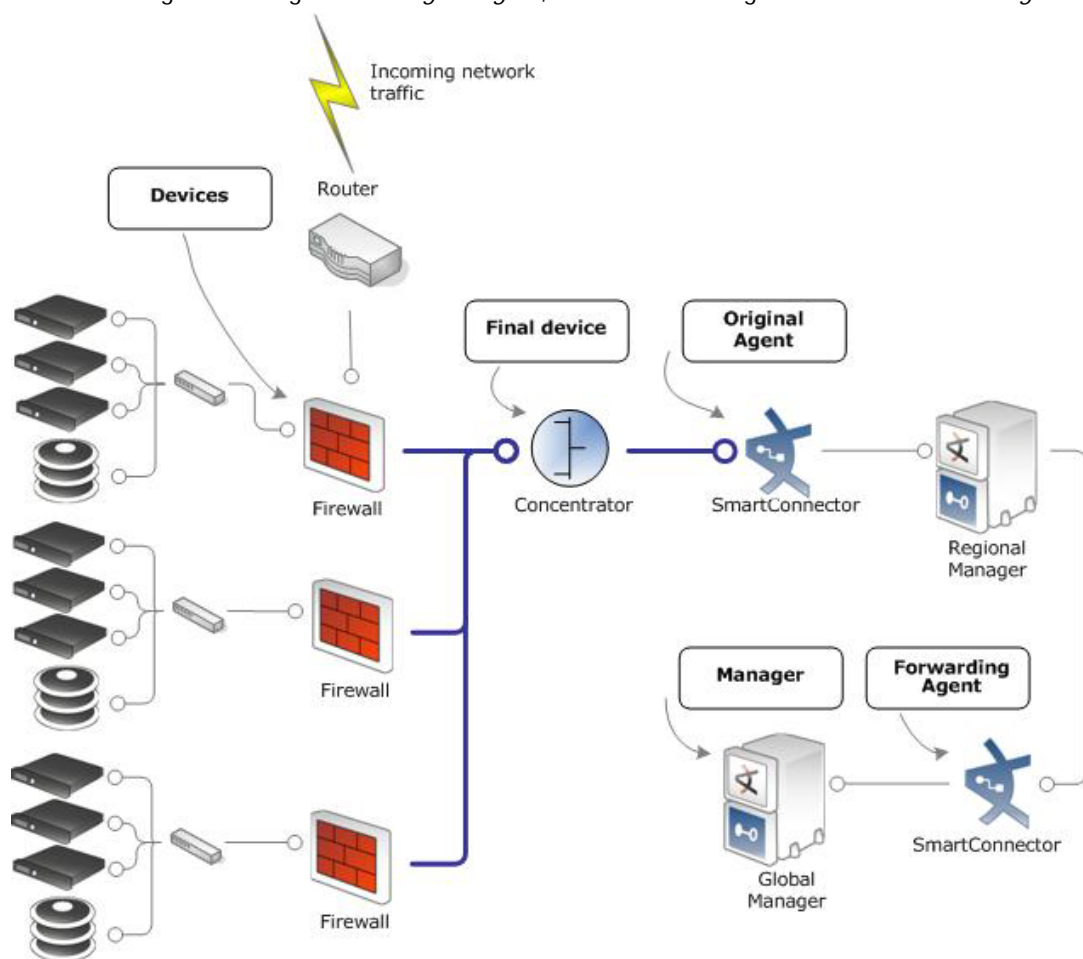 Incoming network
traffic
Devices
Router
Final device
Original
Agent
Firewall
Concentrator
SmartConnector
Regional
Manager
Firewall
Manager
Forwarding
Agent
SmartConnector
Global
Manager
Firewall